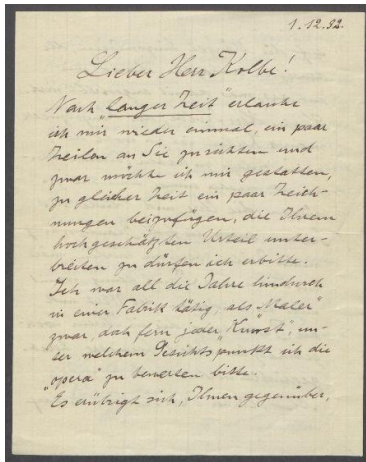 1.12.32.
Lieber Herr Kolbe!
Nach „langer Zeit" erlaube
ich mir wieder einmal, ein paar
Zeilen an Sie zu richten und
zwar möchte ich mir gestatten,
zu gleicher Zeit ein paar Zeich-
nungen beizufügen, die Ihrem
hochgeschätzten Urteil unter-
breiten zu dürfen ich erbitte.
Ich war all die Jahre hindurch
in einer Fabrik tätig, als „Maler"
zwar, doch fern jeder „Kunst", un-
ter welchem Gesichtspunkt ich die
„opera" zu bewerten bitte.
Es erübrigt sich, Ihnen gegenüber,